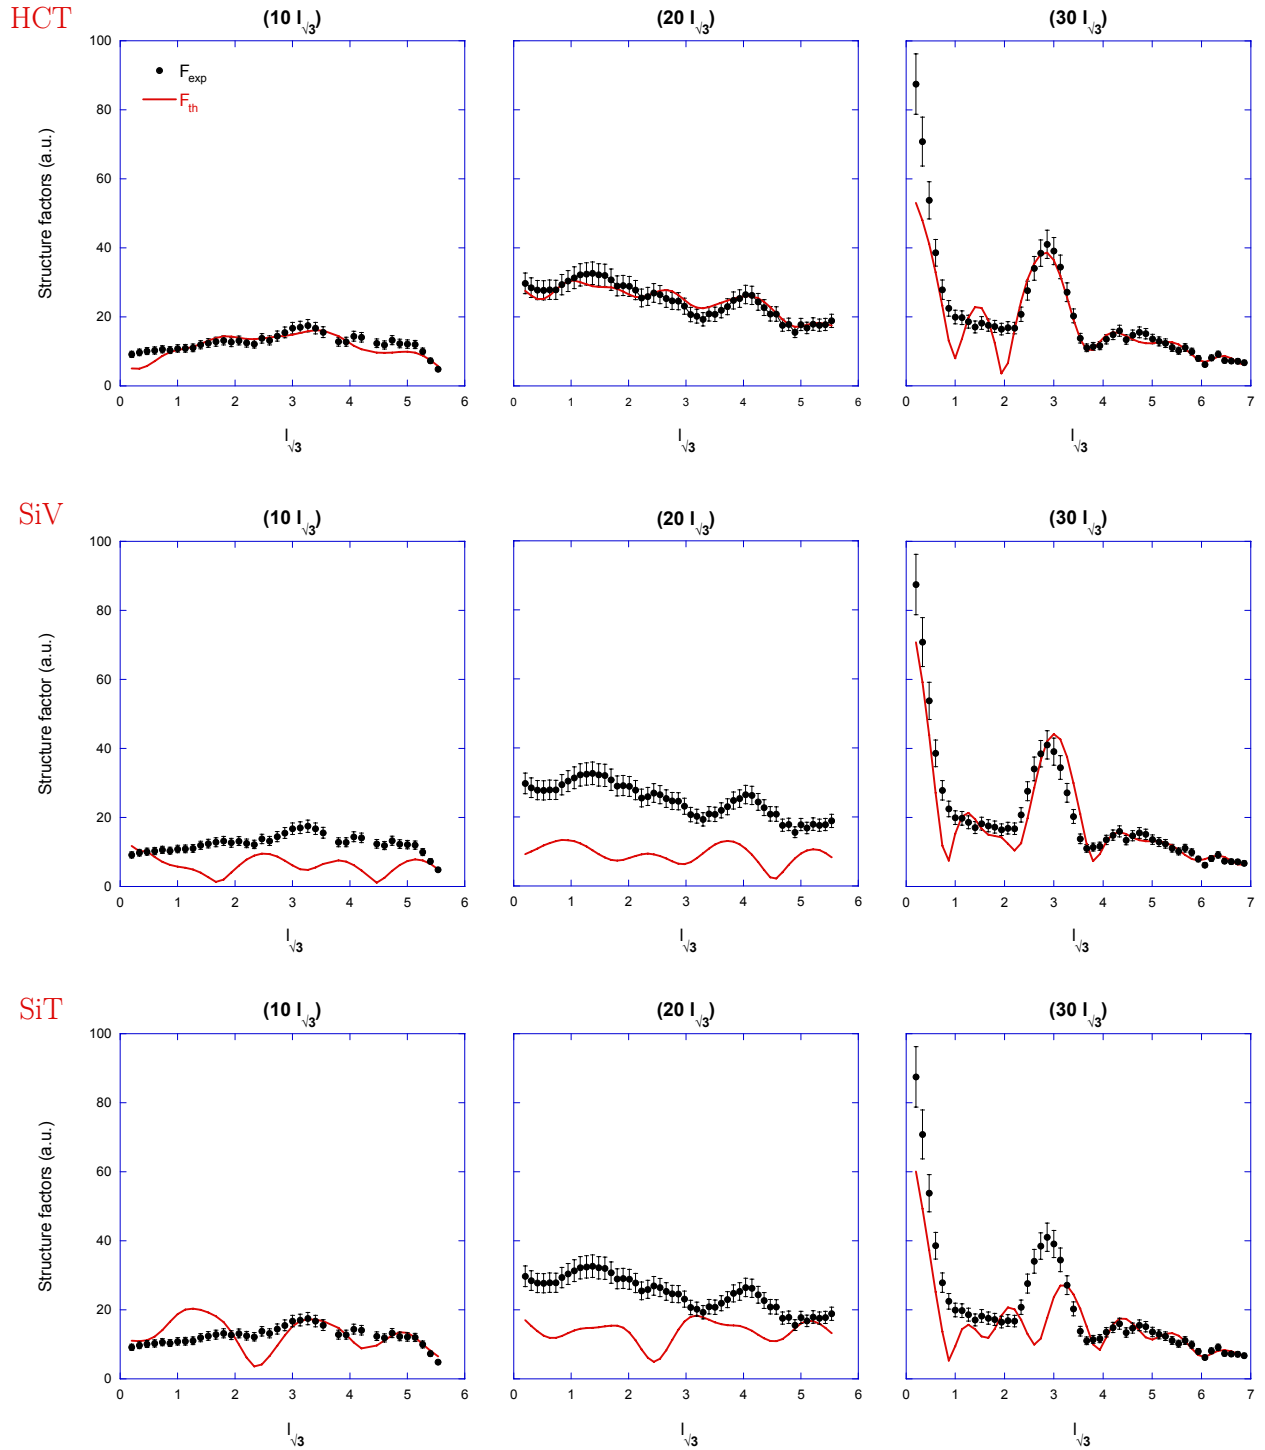 HCT
(10 l√3)
(20 l√3)
(30 l√3)
Structure factors (a.u.)
100
80
60
40
20
0
F_exp
F_th
0 1 2 3 4 5 6
0 1 2 3 4 5 6
0 1 2 3 4 5 6 7
l√3
l√3
l√3
SiV
(10 l√3)
(20 l√3)
(30 l√3)
Structure factor (a.u.)
100
80
60
40
20
0
0 1 2 3 4 5 6
0 1 2 3 4 5 6
0 1 2 3 4 5 6 7
l√3
l√3
l√3
SiT
(10 l√3)
(20 l√3)
(30 l√3)
Structure factors (a.u.)
100
80
60
40
20
0
0 1 2 3 4 5 6
0 1 2 3 4 5 6
0 1 2 3 4 5 6 7
l√3
l√3
l√3